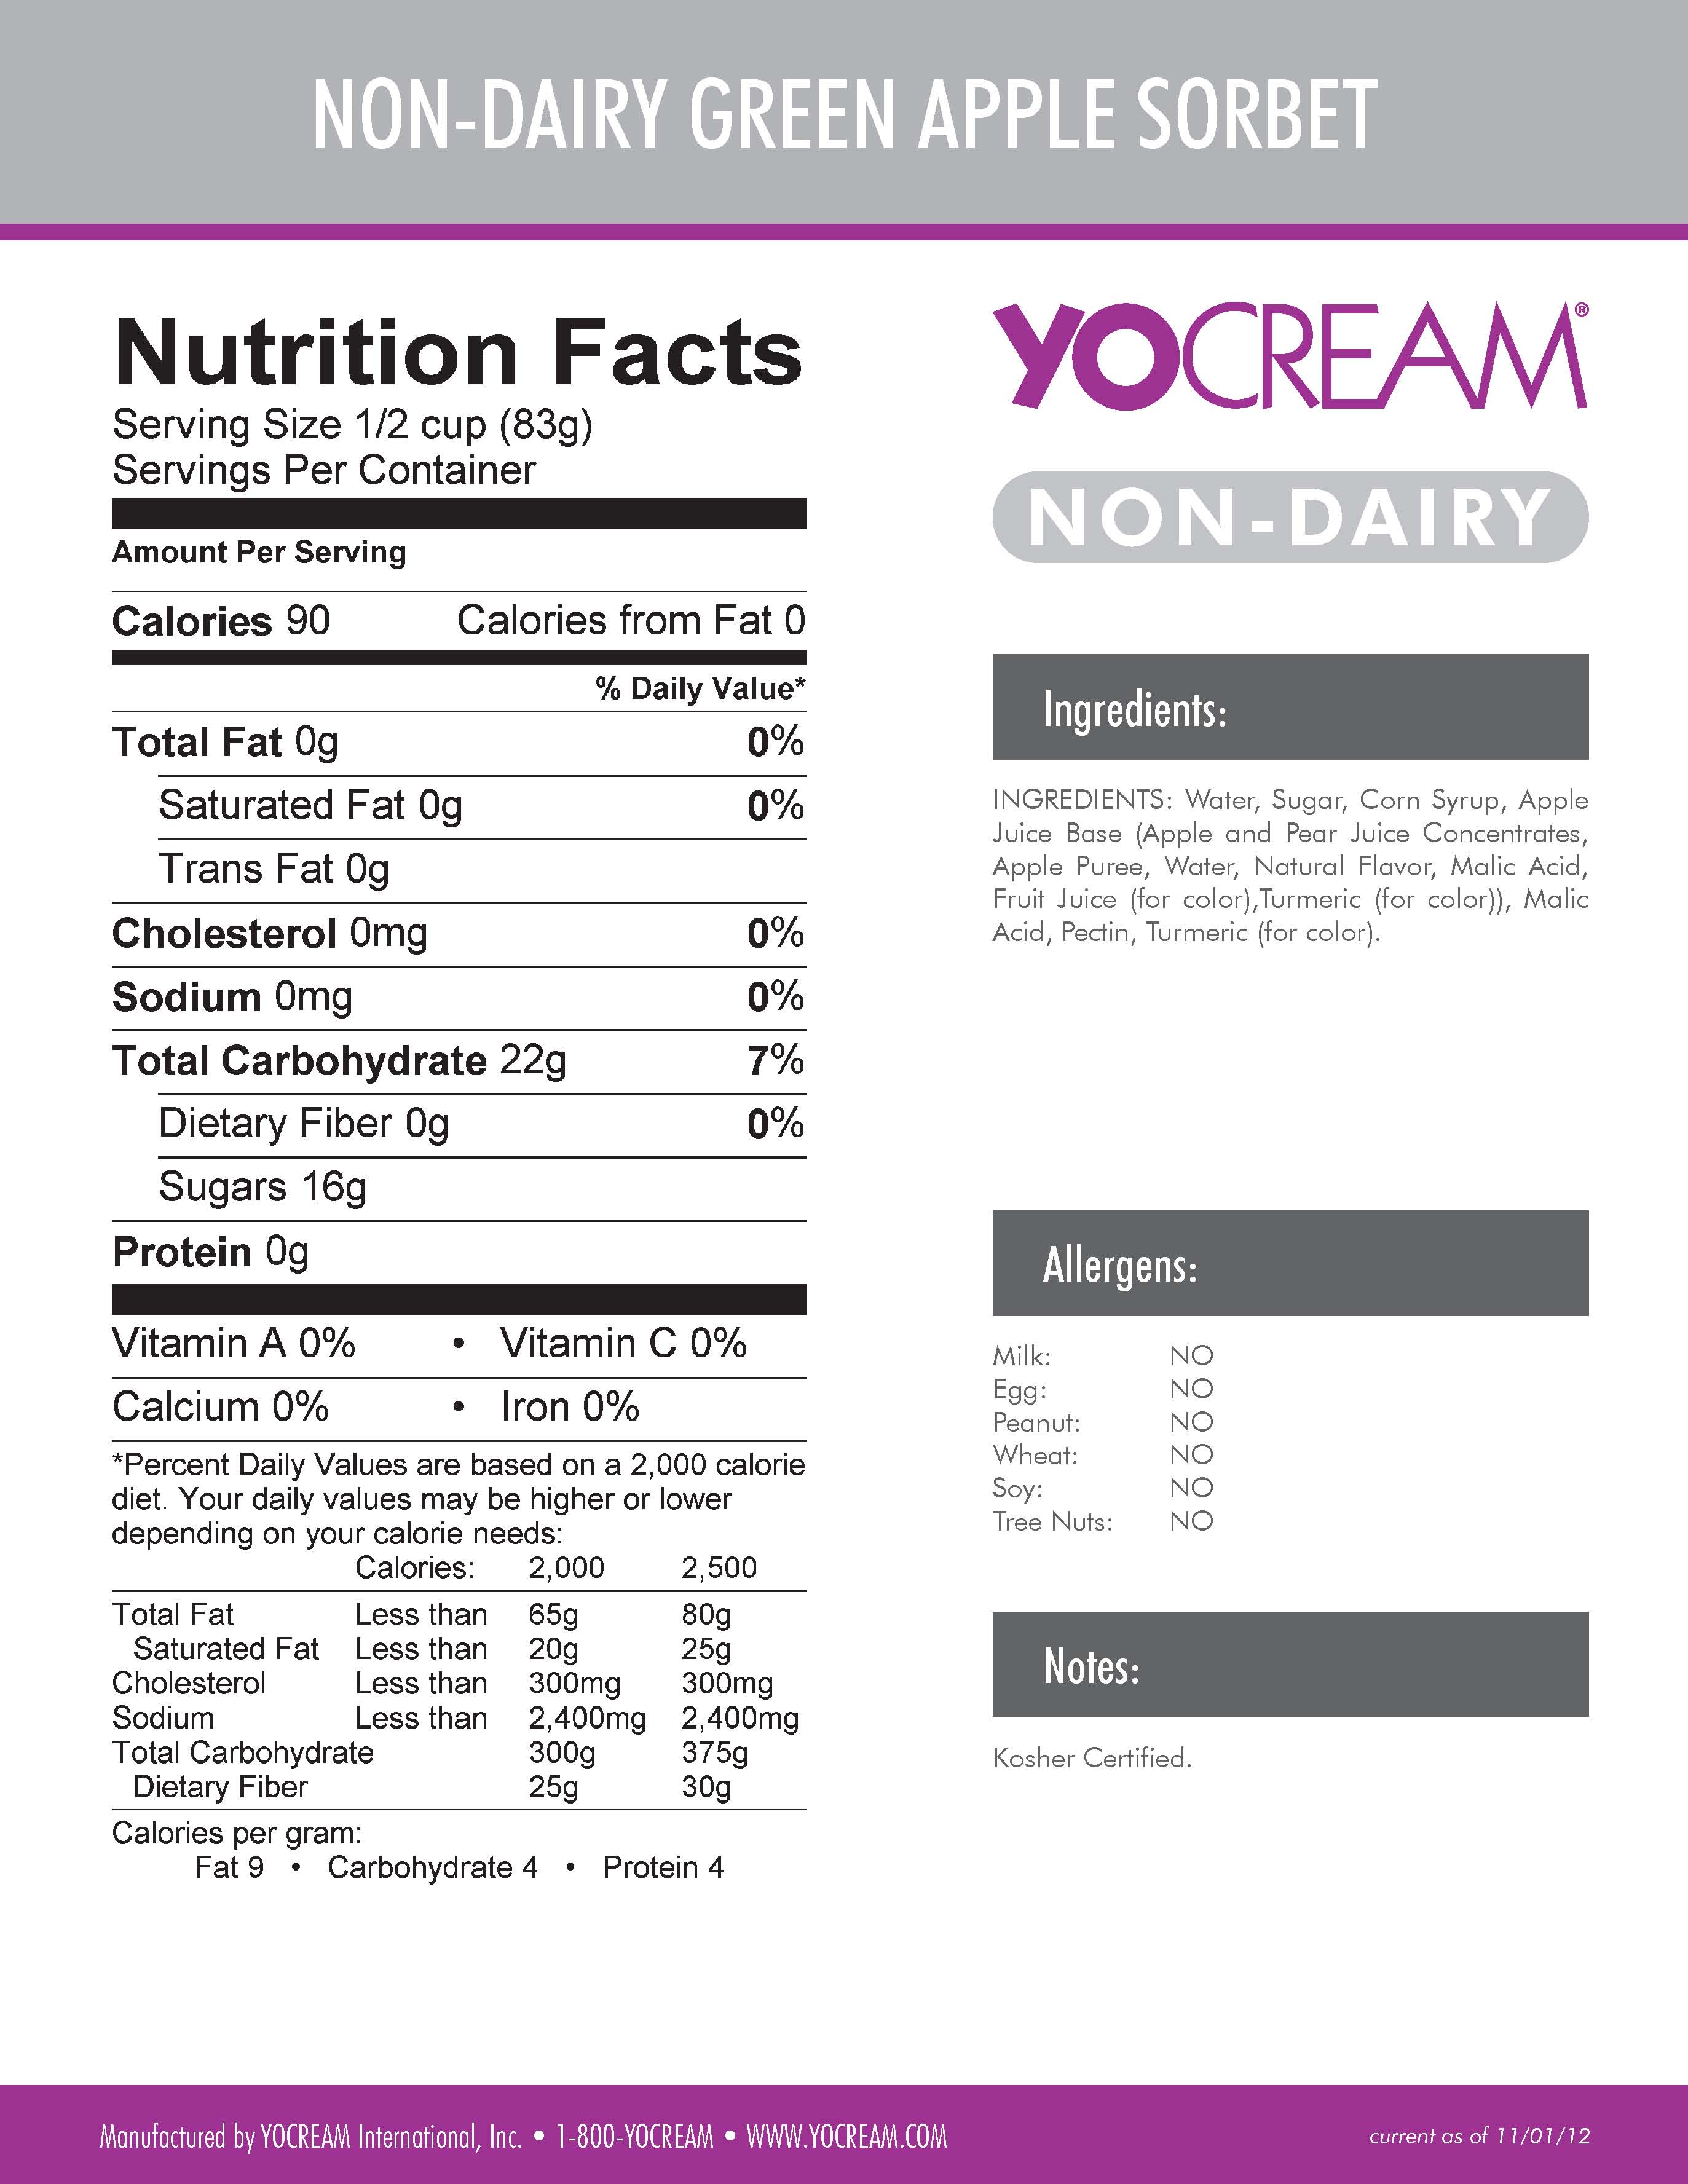 NON-DAIRY GREEN APPLE SORBET
Nutrition Facts
Serving Size 1/2 cup (83g)
Servings Per Container
Amount Per Serving
Calories 90 Calories from Fat 0
% Daily Value*
Total Fat 0g 0%
Saturated Fat 0g 0%
Trans Fat 0g
Cholesterol 0mg 0%
Sodium 0mg 0%
Total Carbohydrate 22g 7%
Dietary Fiber 0g 0%
Sugars 16g
Protein 0g
Vitamin A 0% • Vitamin C 0%
Calcium 0% • Iron 0%
*Percent Daily Values are based on a 2,000 calorie
diet. Your daily values may be higher or lower
depending on your calorie needs:
Calories: 2,000 2,500
Total Fat Less than 65g 80g
Saturated Fat Less than 20g 25g
Cholesterol Less than 300mg 300mg
Sodium Less than 2,400mg 2,400mg
Total Carbohydrate 300g 375g
Dietary Fiber 25g 30g
Calories per gram:
Fat 9 • Carbohydrate 4 • Protein 4
YOCREAM®
NON-DAIRY
Ingredients:
INGREDIENTS: Water, Sugar, Corn Syrup, Apple
Juice Base (Apple and Pear Juice Concentrates,
Apple Puree, Water, Natural Flavor, Malic Acid,
Fruit Juice (for color),Turmeric (for color)), Malic
Acid, Pectin, Turmeric (for color).
Allergens:
Milk: NO
Egg: NO
Peanut: NO
Wheat: NO
Soy: NO
Tree Nuts: NO
Notes:
Kosher Certified.
Manufactured by YOCREAM International, Inc. • 1-800-YOCREAM • WWW.YOCREAM.COM
current as of 11/01/12